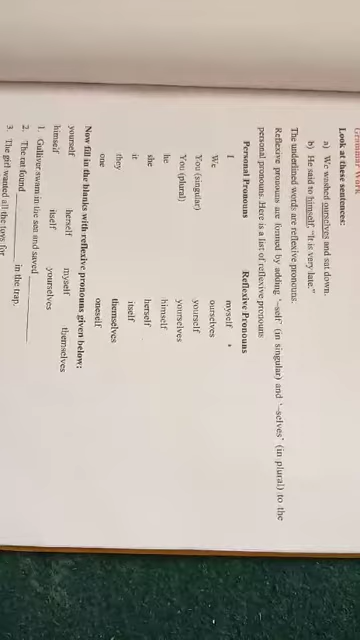 Grammar Work
Look at these sentences:
a) We washed ourselves and sat down.
b) He said to himself, "It is very late."
The underlined words are reflexive pronouns.
Reflexive pronouns are formed by adding '-self' (in singular) and '-selves' (in plural) to the
personal pronouns. Here is a list of reflexive pronouns
Personal Pronouns Reflexive Pronouns
I myself
We ourselves
You (singular) yourself
You (plural) yourselves
he himself
she herself
it itself
they themselves
one oneself
Now fill in the blanks with reflexive pronouns given below:
yourself herself myself themselves
himself itself yourselves
1. Gulliver swam in the sea and saved ________
2. The rat found ________ in the trap.
3. The girl wanted all the toys for ________